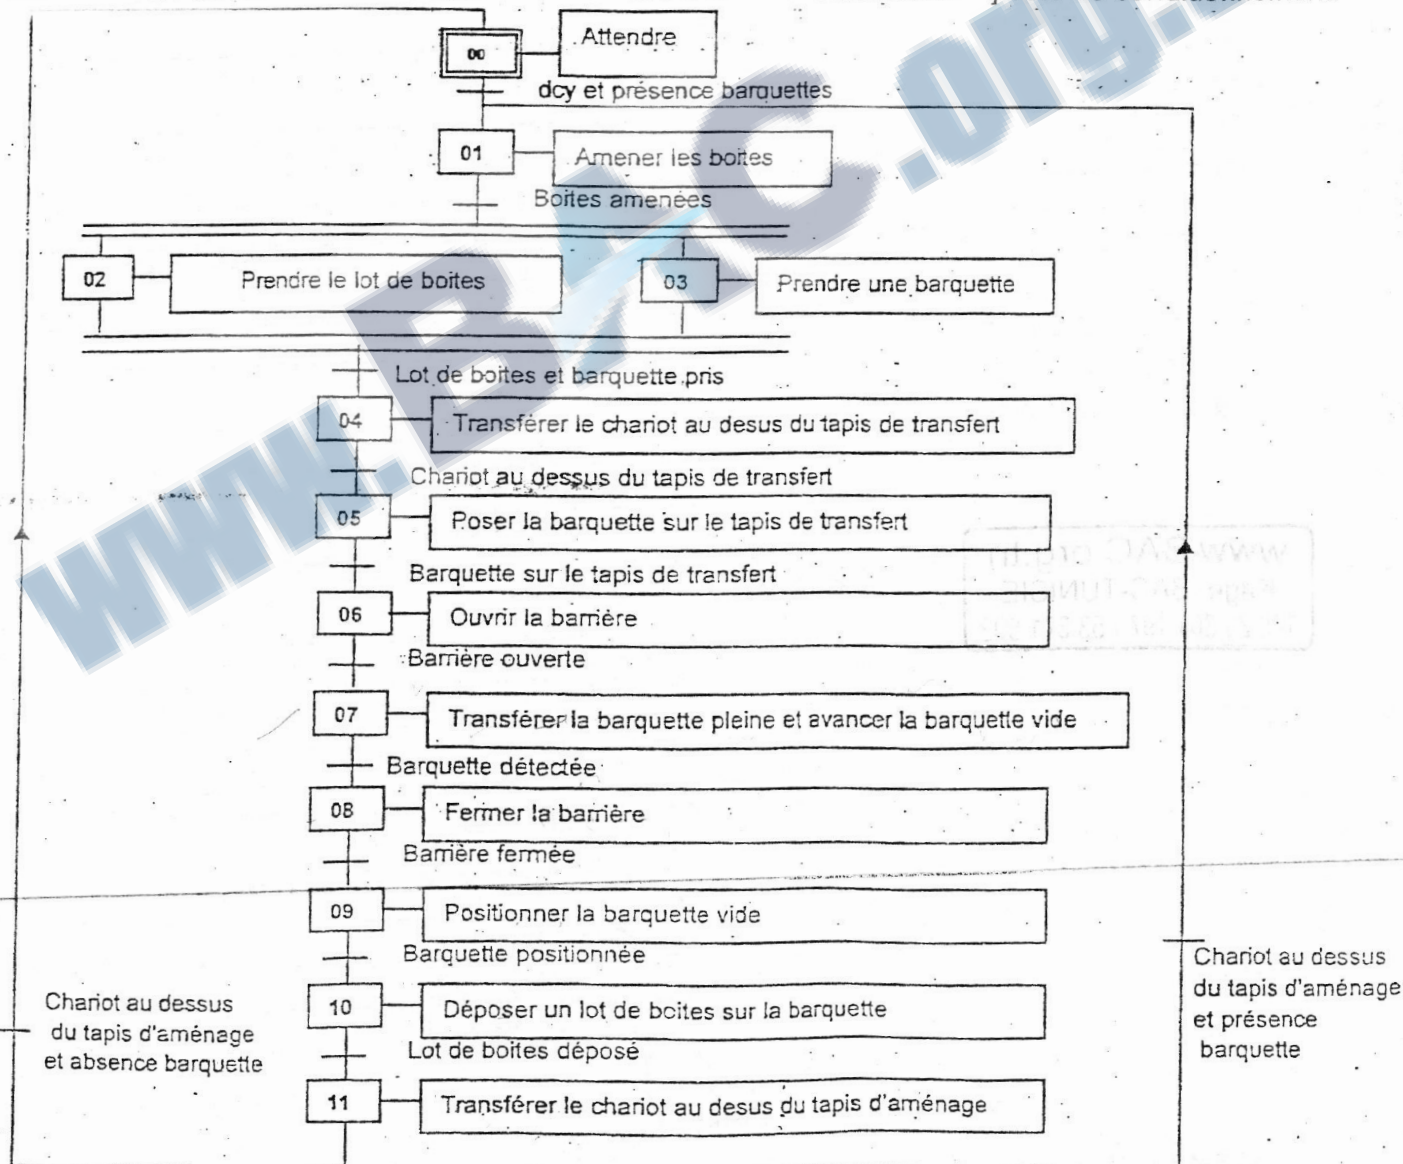 00
Attendre
dcy et présence barquettes
01
Amener les boites
Boites amenées
02
Prendre le lot de boites
03
Prendre une barquette
Lot de boites et barquette pris
04
Transférer le chariot au desus du tapis de transfert
Chariot au dessus du tapis de transfert
05
Poser la barquette sur le tapis de transfert
Barquette sur le tapis de transfert
06
Ouvrir la barrière
Barrière ouverte
07
Transférer la barquette pleine et avancer la barquette vide
Barquette détectée
08
Fermer la barrière
Barrière fermée
09
Positionner la barquette vide
Barquette positionnée
10
Déposer un lot de boites sur la barquette
Lot de boites déposé
11
Transférer le chariot au desus du tapis d'aménage
Chariot au dessus
du tapis d'aménage
et absence barquette
Chariot au dessus
du tapis d'aménage
et présence
barquette
www.BAC.org.